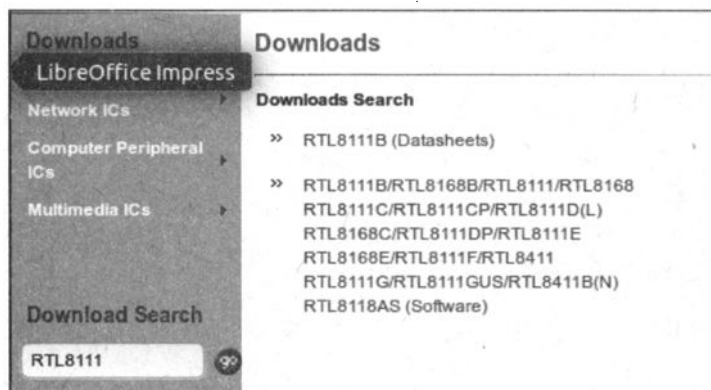 Downloads
LibreOffice Impress
Network ICs
Computer Peripheral
ICs
Multimedia ICs
Download Search
RTL8111
go
Downloads
Downloads Search
» RTL8111B (Datasheets)
» RTL8111B/RTL8168B/RTL8111/RTL8168
RTL8111C/RTL8111CP/RTL8111D(L)
RTL8168C/RTL8111DP/RTL8111E
RTL8168E/RTL8111F/RTL8411
RTL8111G/RTL8111GUS/RTL8411B(N)
RTL8118AS (Software)